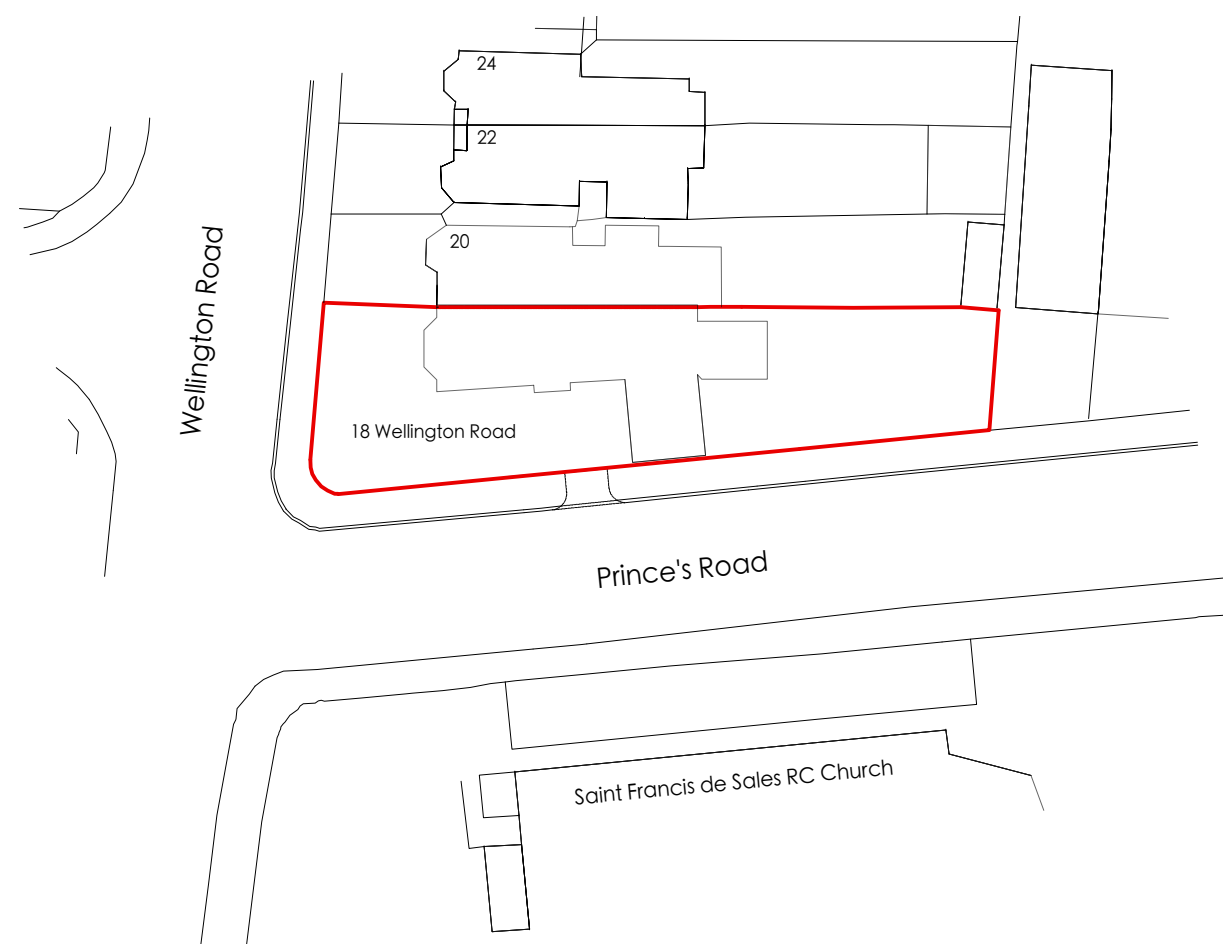 24
22
20
Wellington Road
18 Wellington Road
Prince's Road
Saint Francis de Sales RC Church